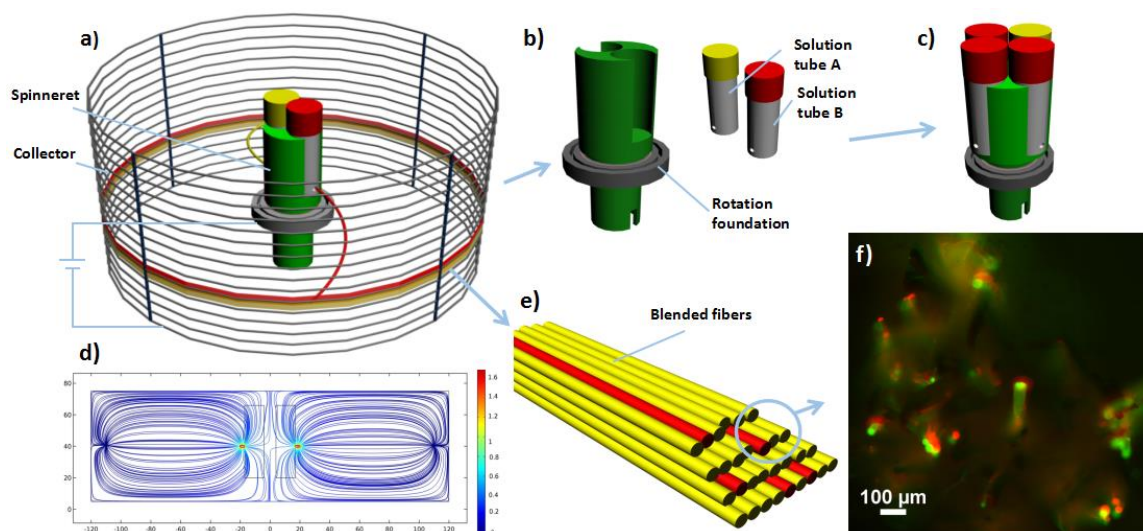 a)
Spinneret
Collector
b)
Solution
tube A
Solution
tube B
Rotation
foundation
c)
d)
80
60
40
20
0
-120 -100 -80 -60 -40 -20 0 20 40 60 80 100 120
1.6
1.4
1.2
1
0.8
0.6
0.4
0.2
0
e)
Blended fibers
f)
100 µm